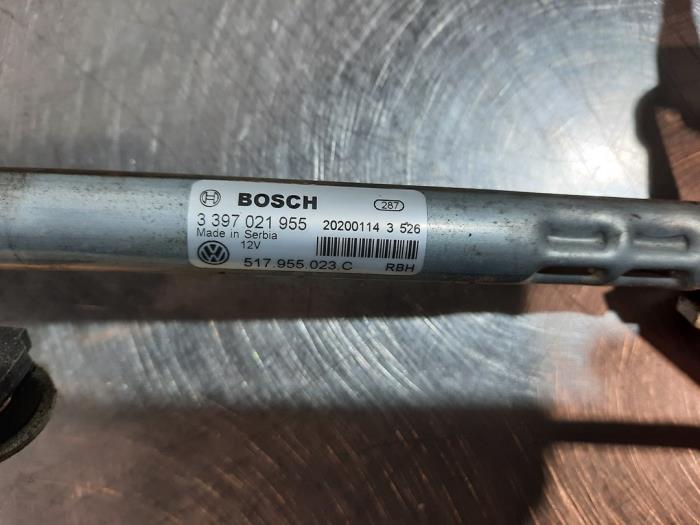 BOSCH 287
3 397 021 955 20200114 3 526
Made in Serbia
12V
517.955.023.C RBH